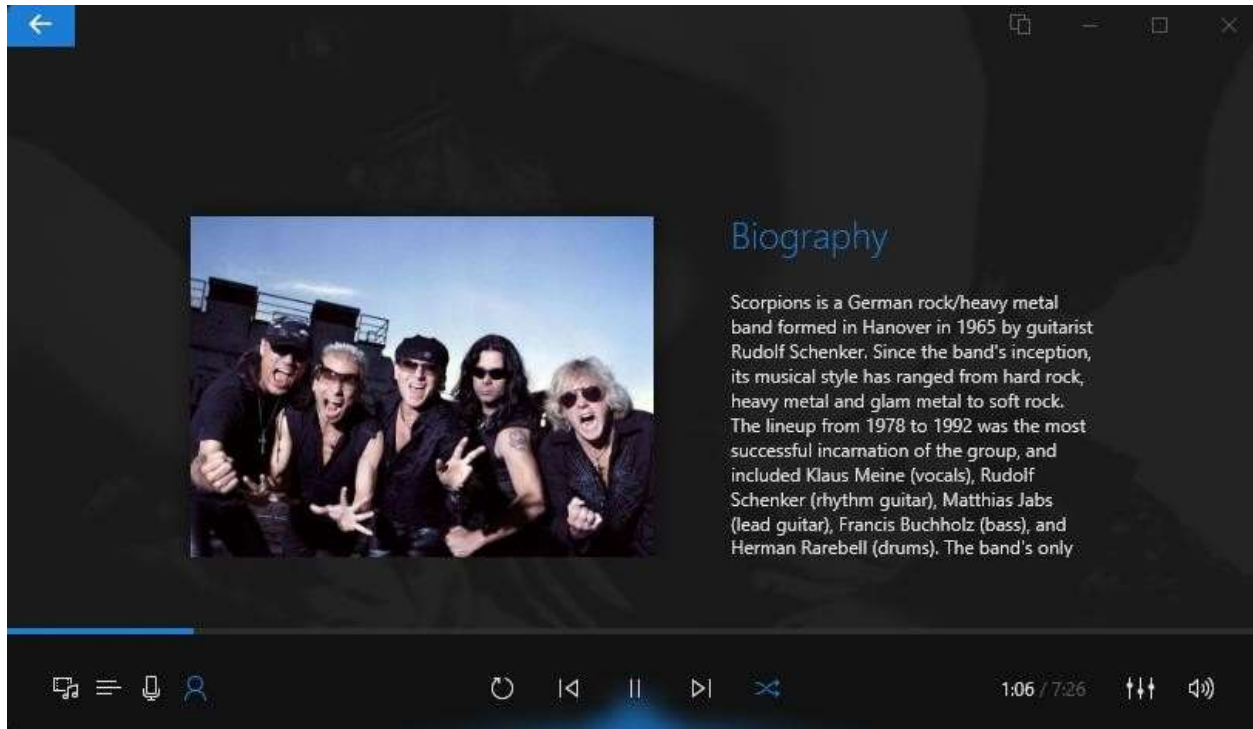 Biography
Scorpions is a German rock/heavy metal
band formed in Hanover in 1965 by guitarist
Rudolf Schenker. Since the band's inception,
its musical style has ranged from hard rock,
heavy metal and glam metal to soft rock.
The lineup from 1978 to 1992 was the most
successful incarnation of the group, and
included Klaus Meine (vocals), Rudolf
Schenker (rhythm guitar), Matthias Jabs
(lead guitar), Francis Buchholz (bass), and
Herman Rarebell (drums). The band's only
1:06 / 7:26